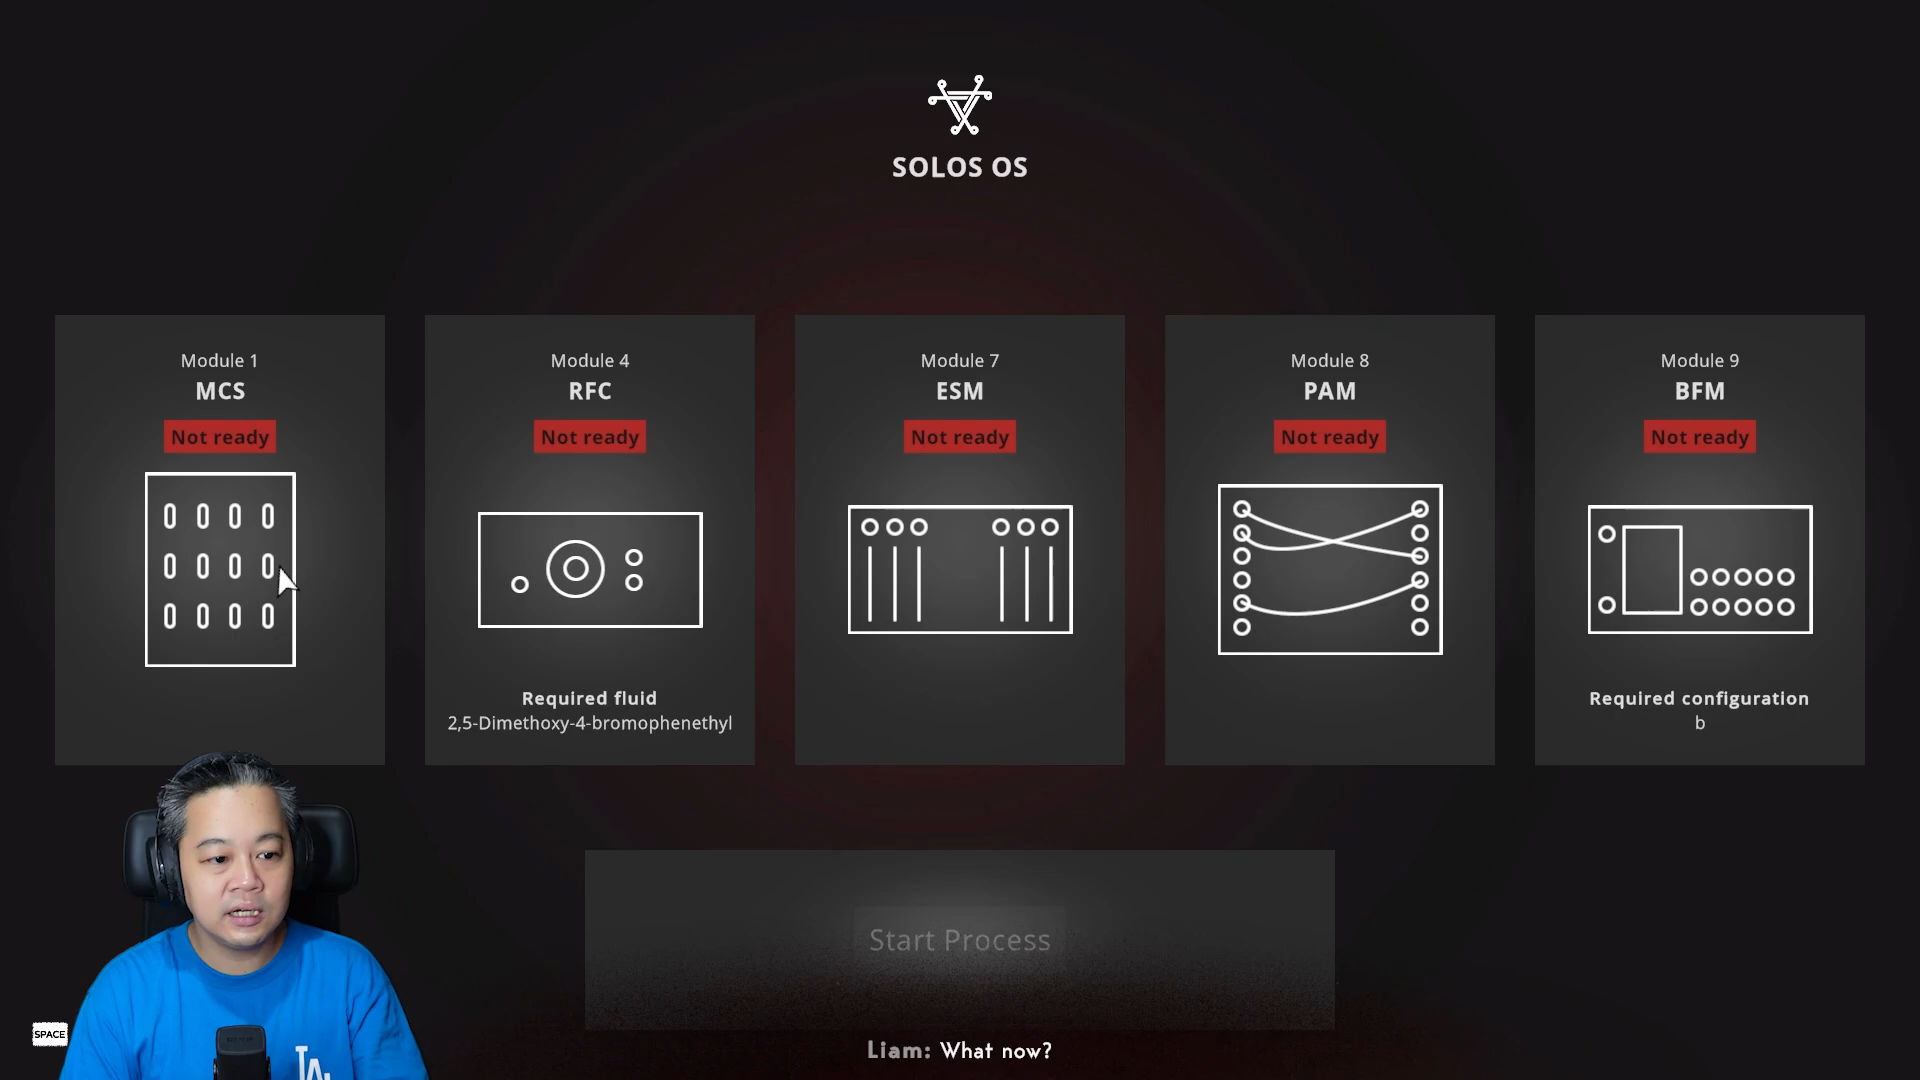 SOLOS OS
Module 1
MCS
Not ready
Module 4
RFC
Not ready
Required fluid
2,5-Dimethoxy-4-bromophenethyl
Module 7
ESM
Not ready
Module 8
PAM
Not ready
Module 9
BFM
Not ready
Required configuration
b
Start Process
SPACE
Liam: What now?